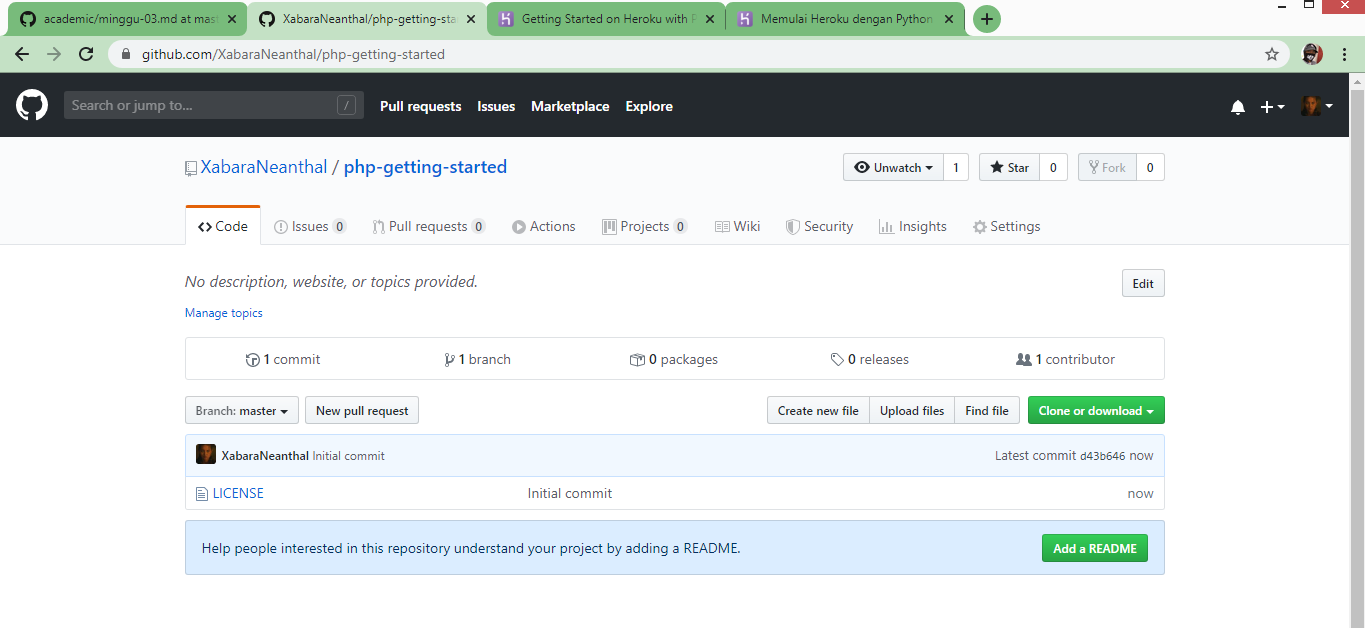 academic/minggu-03.md at mast
XabaraNeanthal/php-getting-star
Getting Started on Heroku with P
Memulai Heroku dengan Python
github.com/XabaraNeanthal/php-getting-started
Search or jump to... /
Pull requests Issues Marketplace Explore
XabaraNeanthal / php-getting-started
Unwatch 1 Star 0 Fork 0
Code Issues 0 Pull requests 0 Actions Projects 0 Wiki Security Insights Settings
No description, website, or topics provided. Edit
Manage topics
1 commit 1 branch 0 packages 0 releases 1 contributor
Branch: master New pull request Create new file Upload files Find file Clone or download
XabaraNeanthal Initial commit Latest commit d43b646 now
LICENSE Initial commit now
Help people interested in this repository understand your project by adding a README. Add a README